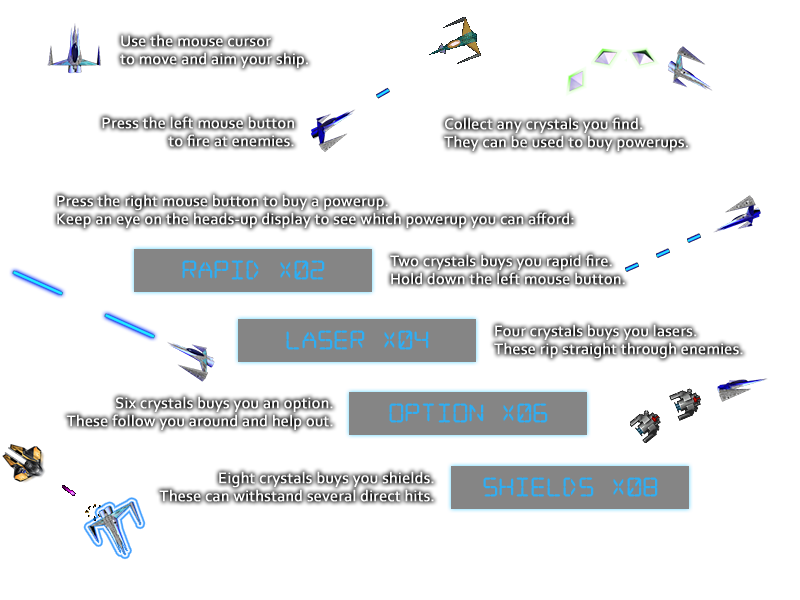 Use the mouse cursor
to move and aim your ship.
Press the left mouse button
to fire at enemies.
Collect any crystals you find.
They can be used to buy powerups.
Press the right mouse button to buy a powerup.
Keep an eye on the heads-up display to see which powerup you can afford:
RAPID X02
Two crystals buys you rapid fire.
Hold down the left mouse button.
LASER X04
Four crystals buys you lasers.
These rip straight through enemies.
Six crystals buys you an option.
These follow you around and help out.
OPTION X06
Eight crystals buys you shields.
These can withstand several direct hits.
SHIELDS X08